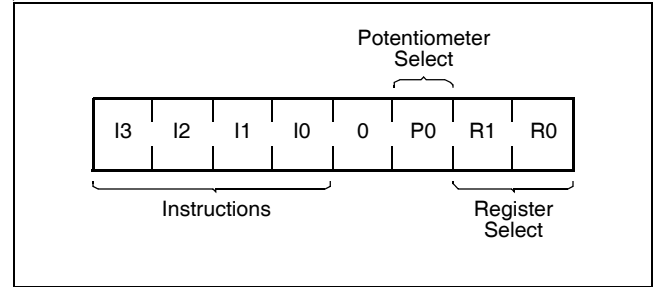 Potentiometer
Select
I3 I2 I1 I0 0 P0 R1 R0
Instructions
Register
Select